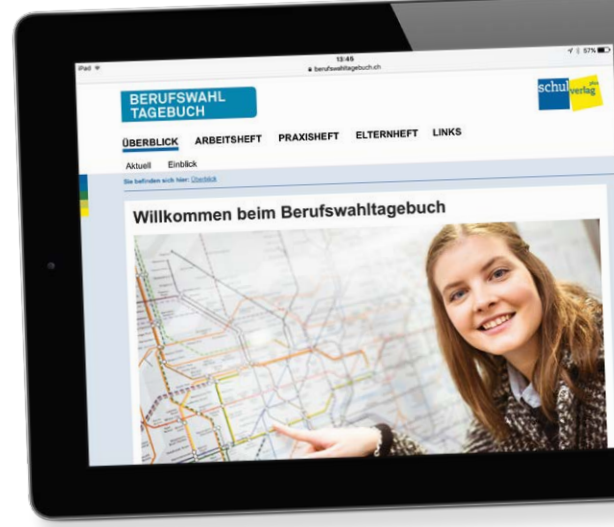 iPad
13:46
57%
berufswahltagebuch.ch
BERUFSWAHL
TAGEBUCH
schulverlag
plus
ÜBERBLICK ARBEITSHEFT PRAXISHEFT ELTERNHEFT LINKS
Aktuell Einblick
Sie befinden sich hier: Überblick
Willkommen beim Berufswahltagebuch